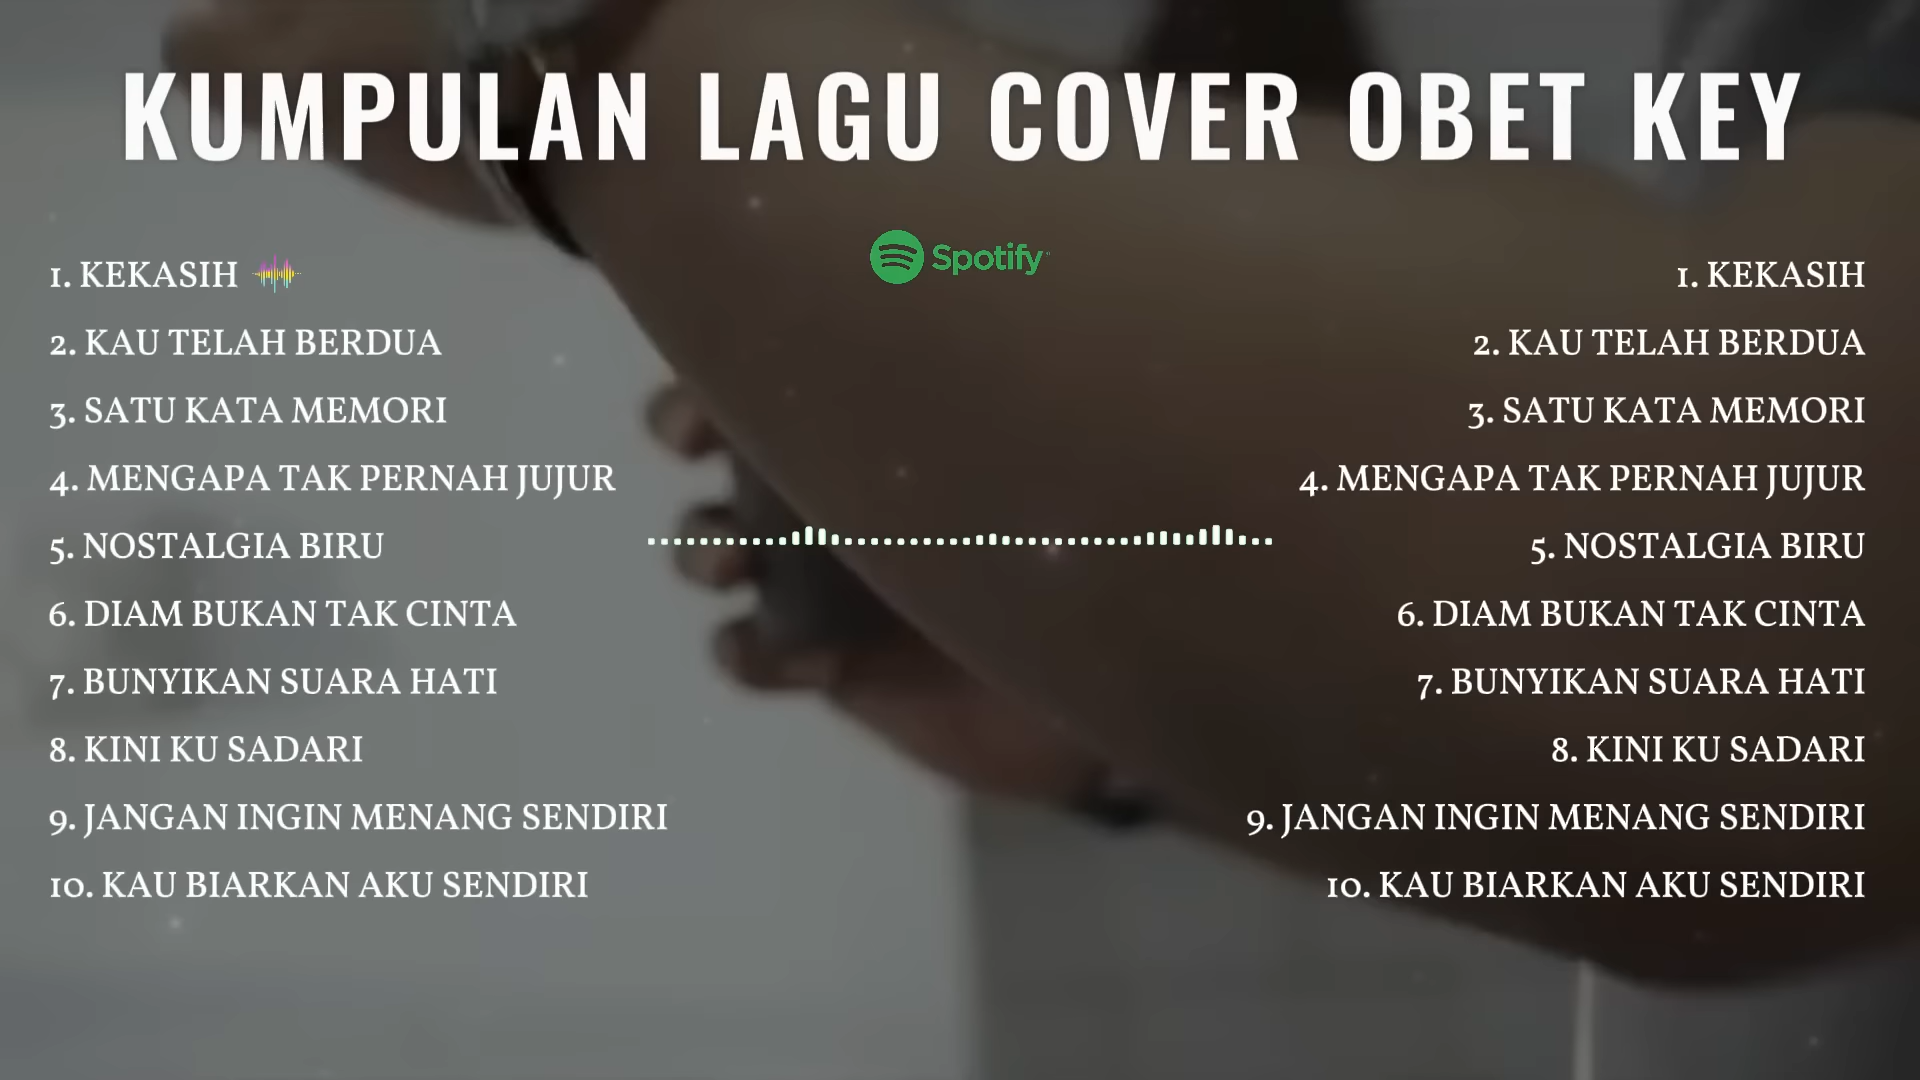 KUMPULAN LAGU COVER OBET KEY
Spotify
1. KEKASIH
2. KAU TELAH BERDUA
3. SATU KATA MEMORI
4. MENGAPA TAK PERNAH JUJUR
5. NOSTALGIA BIRU
6. DIAM BUKAN TAK CINTA
7. BUNYIKAN SUARA HATI
8. KINI KU SADARI
9. JANGAN INGIN MENANG SENDIRI
10. KAU BIARKAN AKU SENDIRI
1. KEKASIH
2. KAU TELAH BERDUA
3. SATU KATA MEMORI
4. MENGAPA TAK PERNAH JUJUR
5. NOSTALGIA BIRU
6. DIAM BUKAN TAK CINTA
7. BUNYIKAN SUARA HATI
8. KINI KU SADARI
9. JANGAN INGIN MENANG SENDIRI
10. KAU BIARKAN AKU SENDIRI